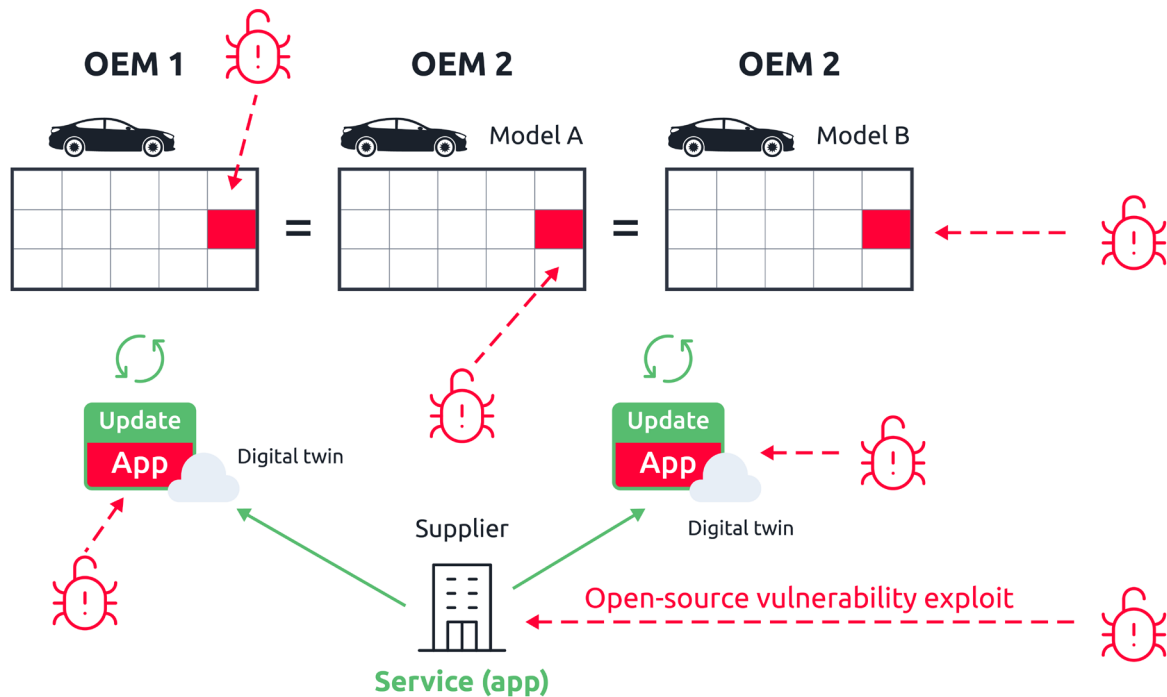 OEM 1
OEM 2
OEM 2
Model A
Model B
=
=
Update
App
Digital twin
Update
App
Digital twin
Supplier
Open-source vulnerability exploit
Service (app)